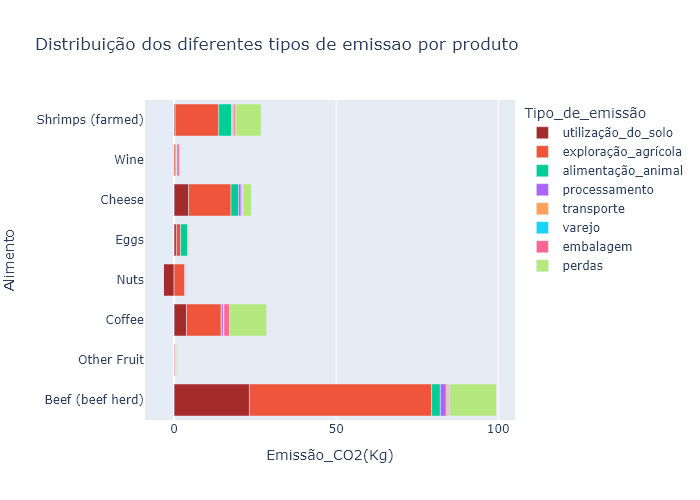 Distribuição dos diferentes tipos de emissao por produto
Alimento
Shrimps (farmed)
Wine
Cheese
Eggs
Nuts
Coffee
Other Fruit
Beef (beef herd)
0
50
100
Emissão_CO2(Kg)
Tipo_de_emissão
utilização_do_solo
exploração_agrícola
alimentação_animal
processamento
transporte
varejo
embalagem
perdas